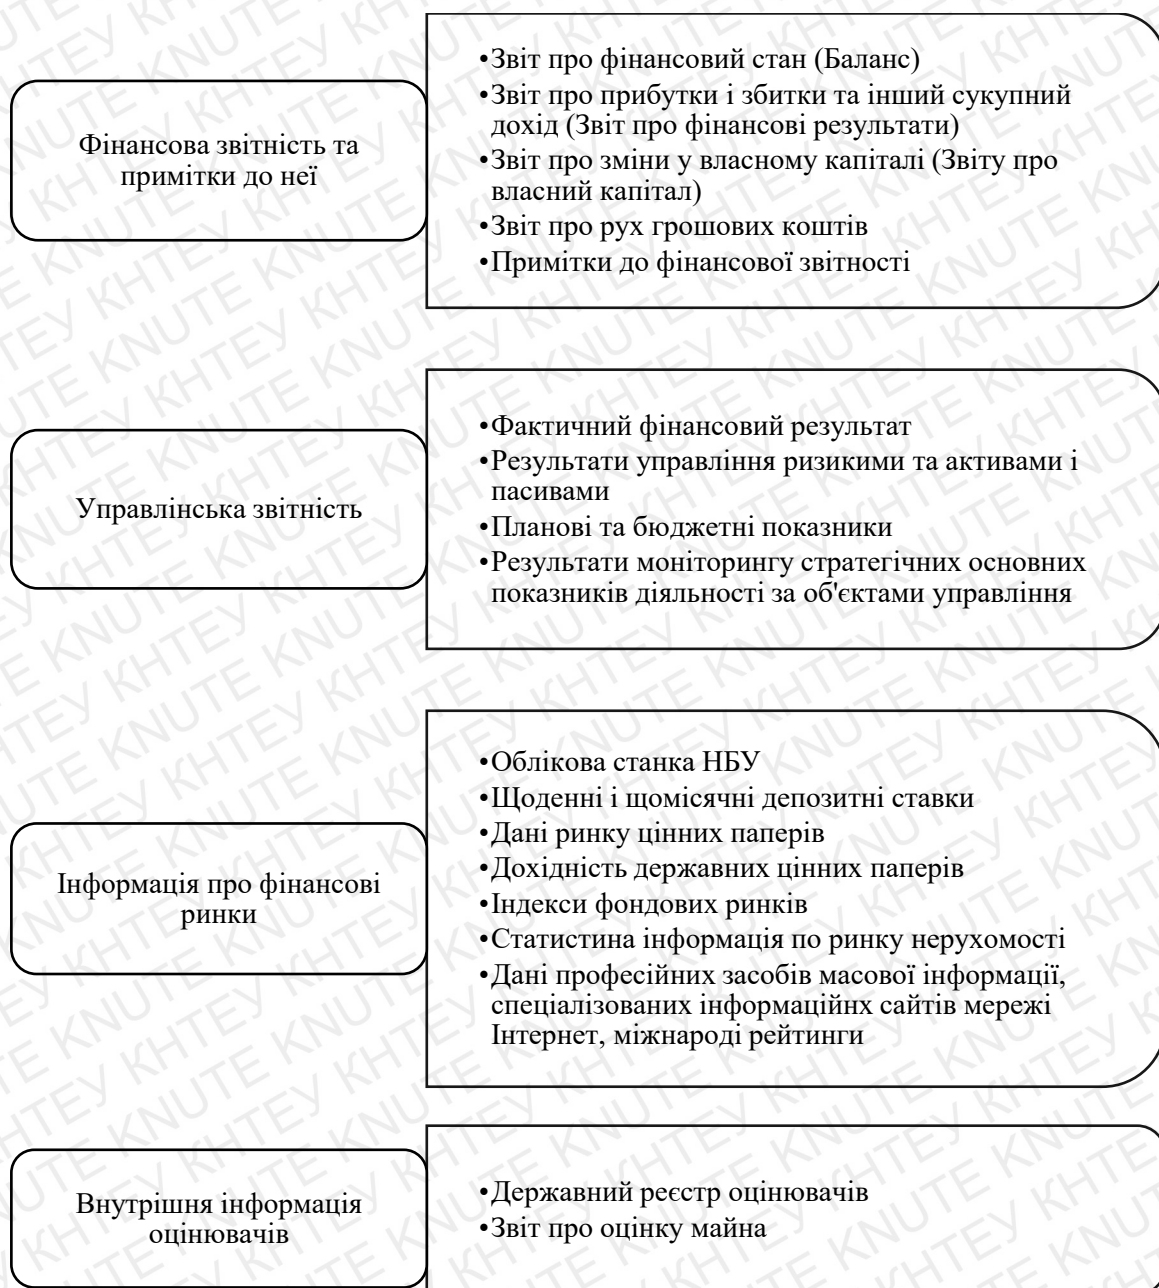 Фінансова звітність та
примітки до неї
•Звіт про фінансовий стан (Баланс)
•Звіт про прибутки і збитки та інший сукупний
дохід (Звіт про фінансові результати)
•Звіт про зміни у власному капіталі (Звіту про
власний капітал)
•Звіт про рух грошових коштів
•Примітки до фінансової звітності
Управлінська звітність
•Фактичний фінансовий результат
•Результати управління ризикими та активами і
пасивами
•Планові та бюджетні показники
•Результати моніторингу стратегічних основних
показників діяльності за об'єктами управління
Інформація про фінансові
ринки
•Облікова станка НБУ
•Щоденні і щомісячні депозитні ставки
•Дані ринку цінних паперів
•Дохідність державних цінних паперів
•Індекси фондових ринків
•Статистина інформація по ринку нерухомості
•Дані професійних засобів масової інформації,
спеціалізованих інформаційнх сайтів мережі
Інтернет, міжнароді рейтинги
Внутрішня інформація
оцінювачів
•Державний реєстр оцінювачів
•Звіт про оцінку майна